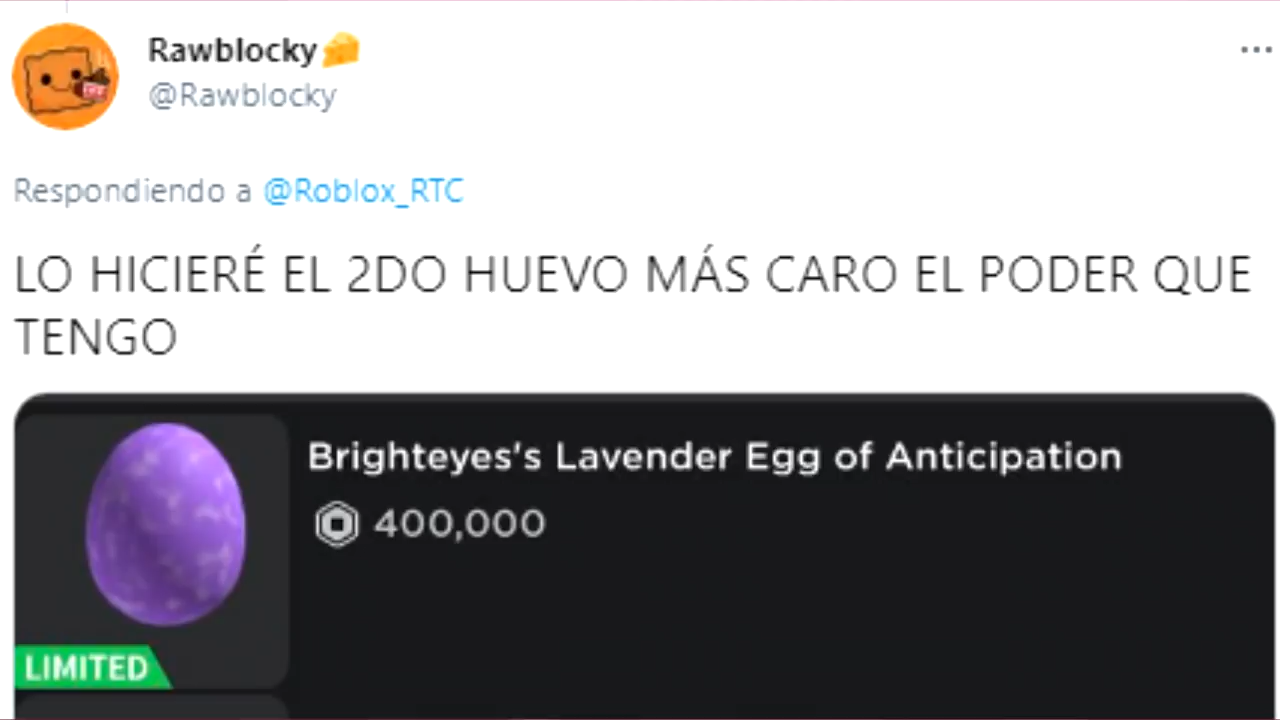 Rawblocky🧀
@Rawblocky
Respondiendo a @Roblox_RTC
LO HICIERÉ EL 2DO HUEVO MÁS CARO EL PODER QUE
TENGO
Brighteyes's Lavender Egg of Anticipation
400,000
LIMITED